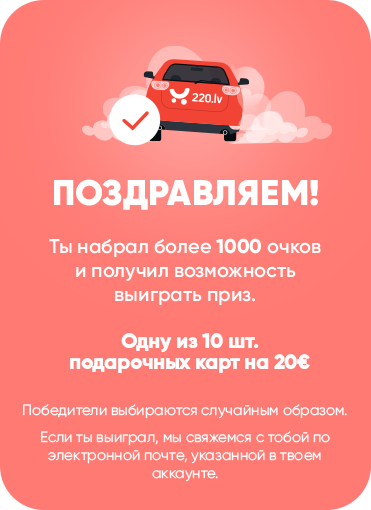 220.lv
ПОЗДРАВЛЯЕМ!
Ты набрал более 1000 очков
и получил возможность
выиграть приз.
Одну из 10 шт.
подарочных карт на 20€
Победители выбираются случайным образом.
Если ты выиграл, мы свяжемся с тобой по
электронной почте, указанной в твоем
аккаунте.